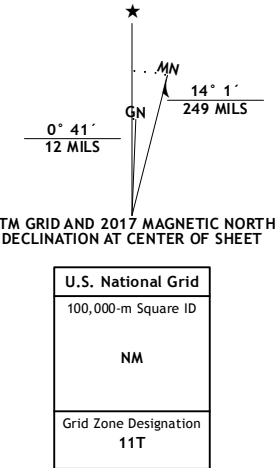 ★
MN
GN
14° 1´
249 MILS
0° 41´
12 MILS
TM GRID AND 2017 MAGNETIC NORTH
DECLINATION AT CENTER OF SHEET
U.S. National Grid
100,000-m Square ID
NM
Grid Zone Designation
11T